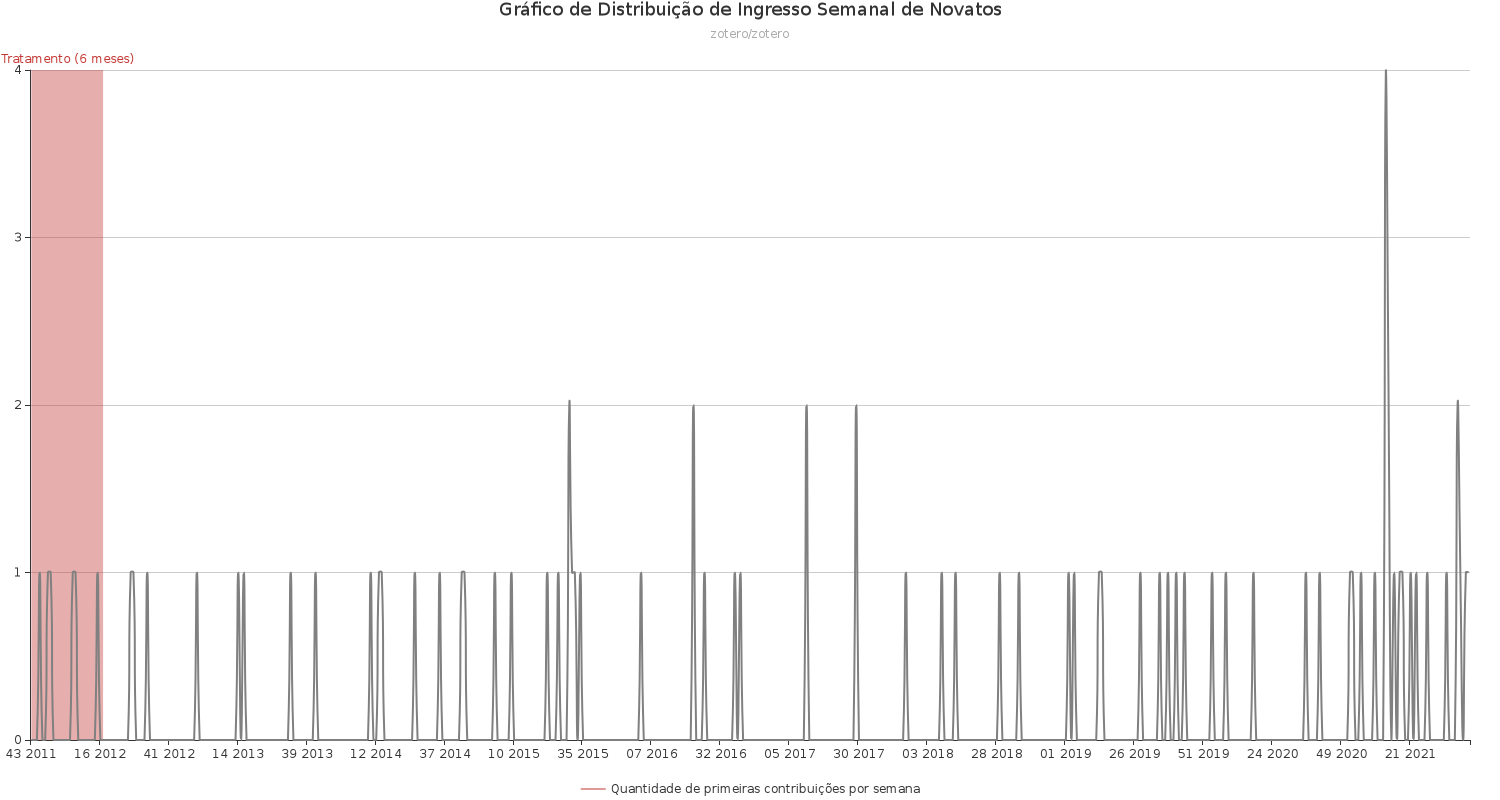 Gráfico de Distribuição de Ingresso Semanal de Novatos
zotero/zotero
Tratamento (6 meses)
4
3
2
1
0
43 2011 16 2012 41 2012 14 2013 39 2013 12 2014 37 2014 10 2015 35 2015 07 2016 32 2016 05 2017 30 2017 03 2018 28 2018 01 2019 26 2019 51 2019 24 2020 49 2020 21 2021
Quantidade de primeiras contribuições por semana